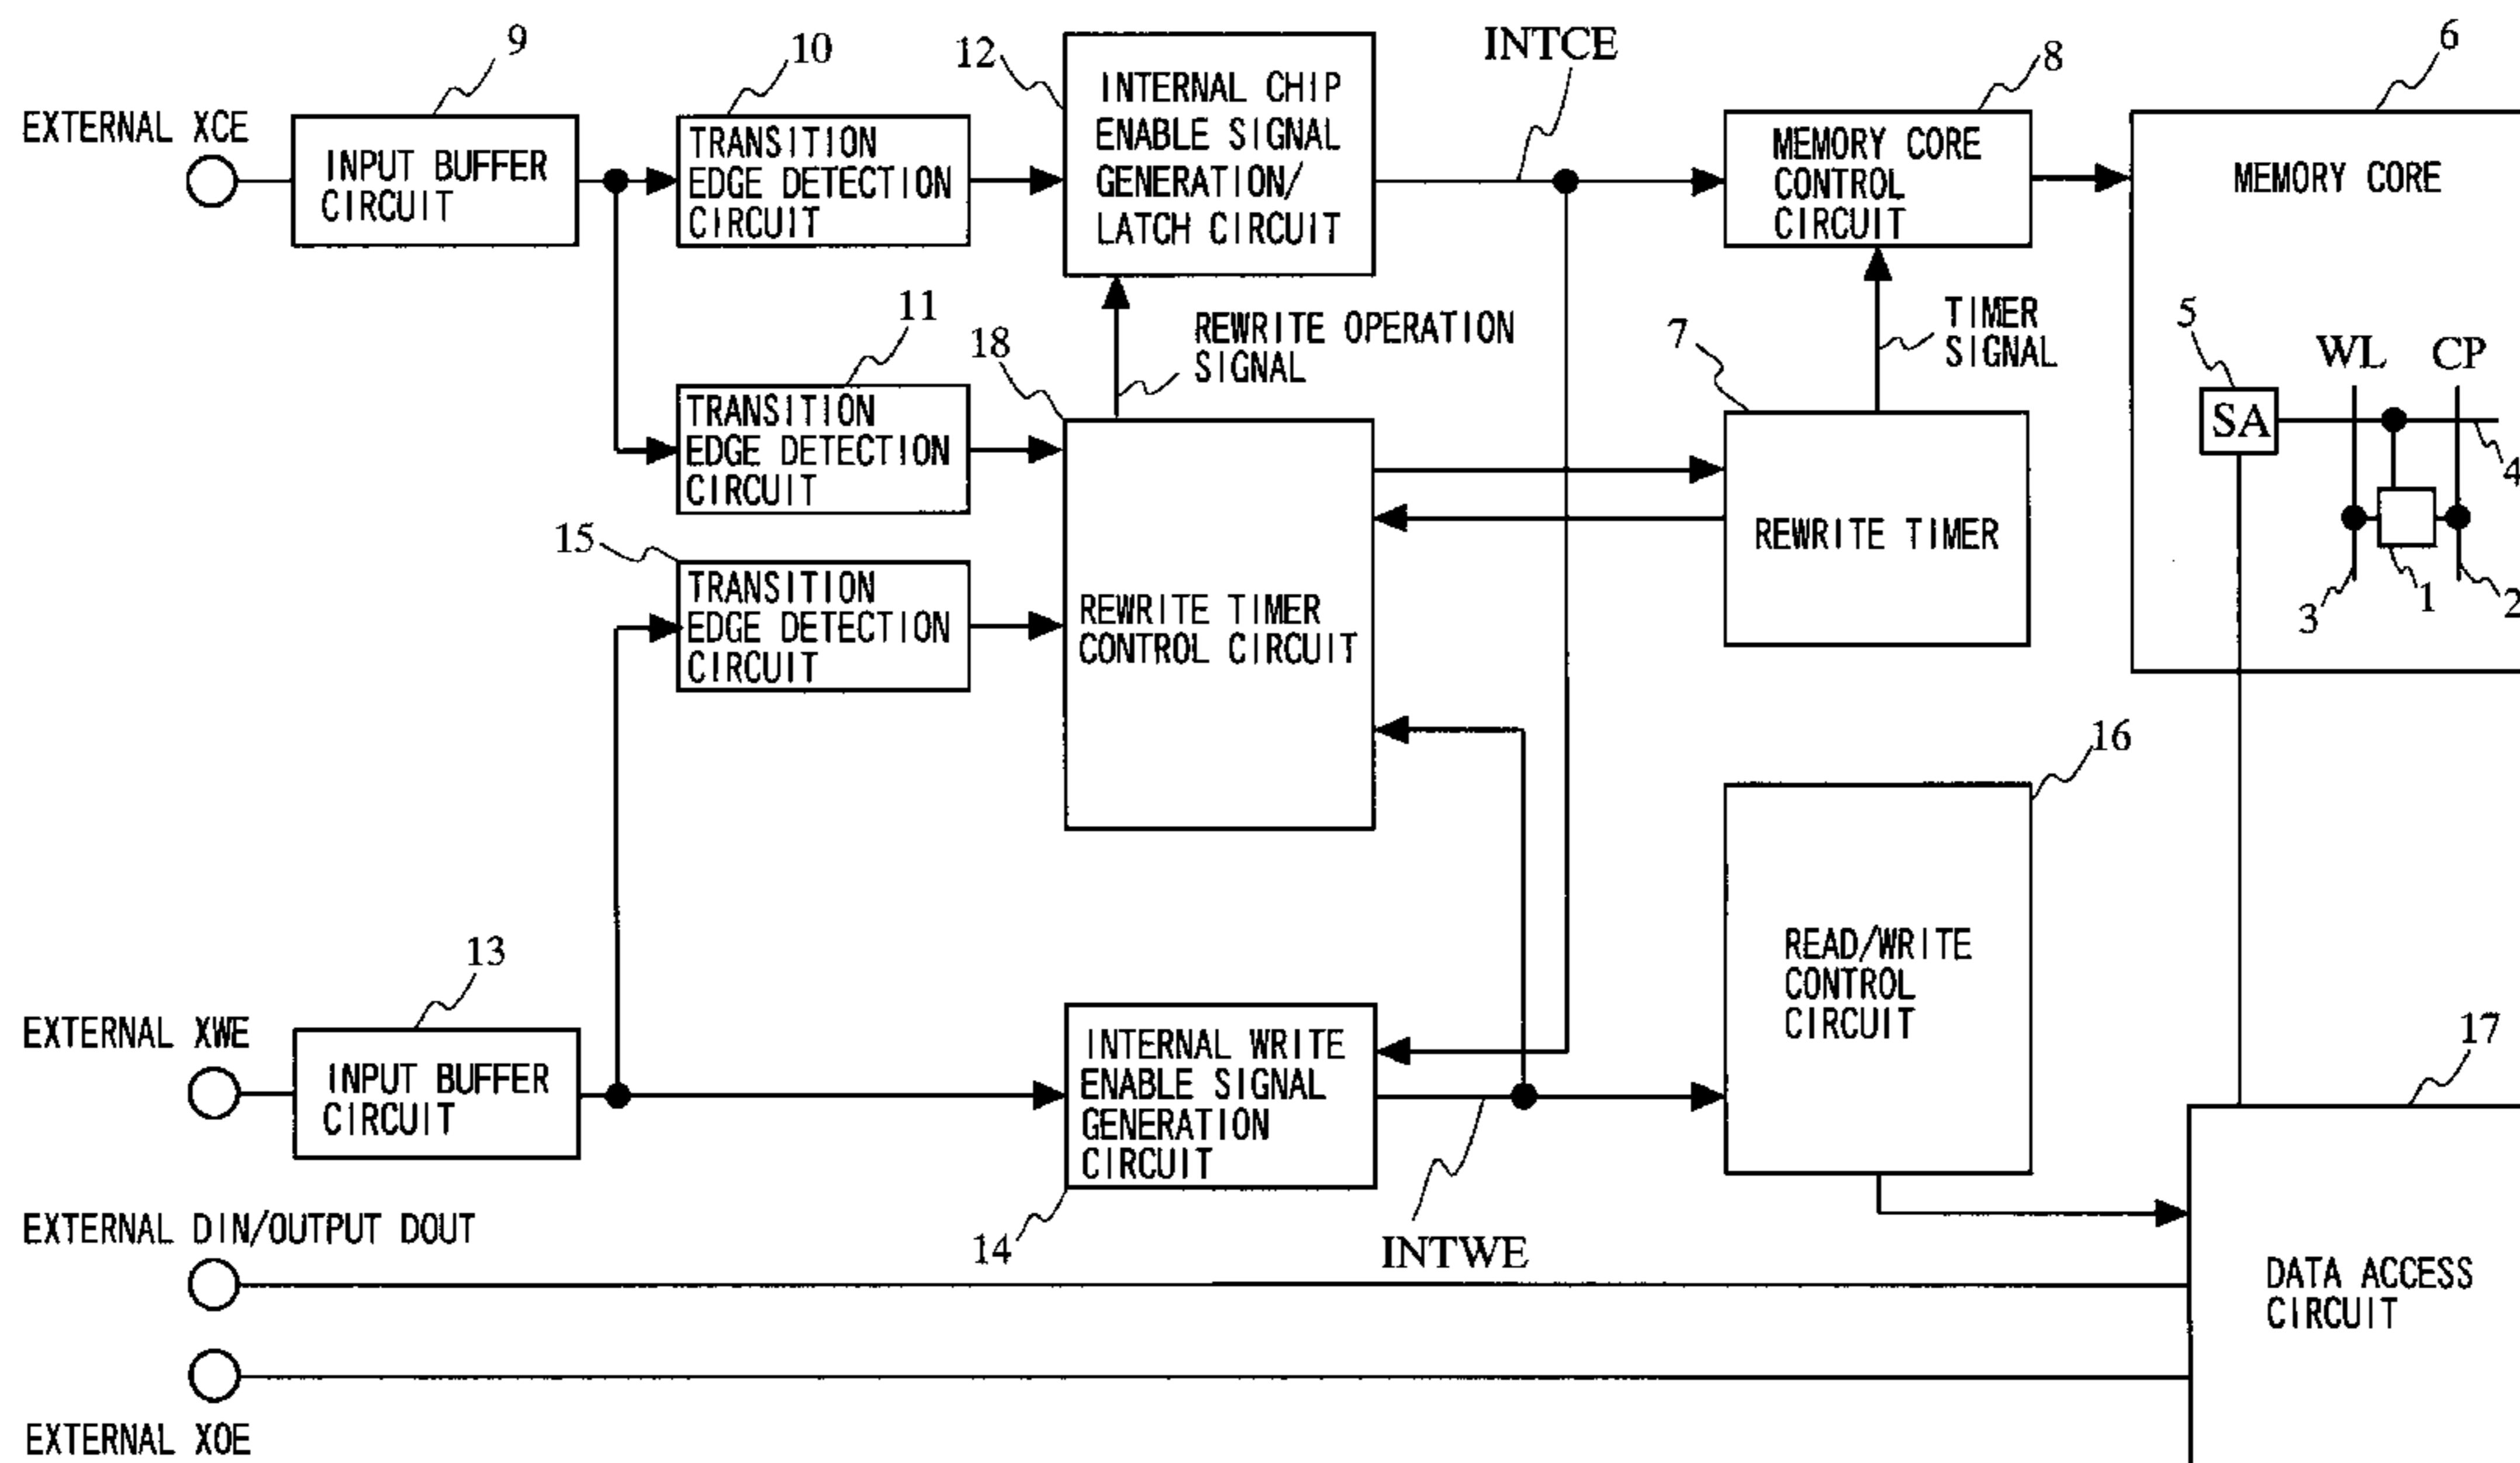 9
10
12
INTCE
8
6
EXTERNAL XCE
INPUT BUFFER
CIRCUIT
TRANSITION
EDGE DETECTION
CIRCUIT
INTERNAL CHIP
ENABLE SIGNAL
GENERATION/
LATCH CIRCUIT
MEMORY CORE
CONTROL
CIRCUIT
MEMORY CORE
11
18
REWRITE OPERATION
SIGNAL
7
TIMER
SIGNAL
5
WL
CP
SA
4
3
1
2
TRANSITION
EDGE DETECTION
CIRCUIT
15
TRANSITION
EDGE DETECTION
CIRCUIT
REWRITE TIMER
CONTROL CIRCUIT
REWRITE TIMER
16
13
EXTERNAL XWE
INPUT BUFFER
CIRCUIT
INTERNAL WRITE
ENABLE SIGNAL
GENERATION
CIRCUIT
READ/WRITE
CONTROL
CIRCUIT
17
14
INTWE
EXTERNAL DIN/OUTPUT DOUT
DATA ACCESS
CIRCUIT
EXTERNAL XOE